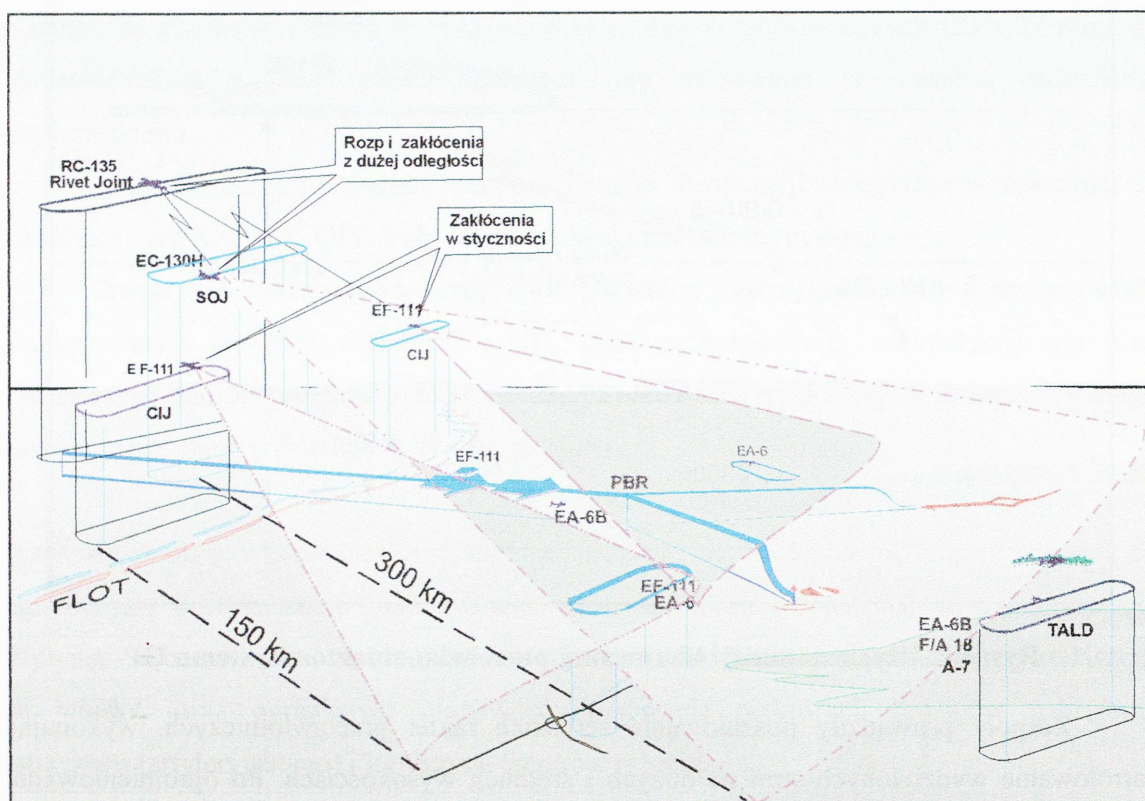 Rozp i zakłócenia
z dużej odległości
RC-135
Rivet Joint
Zakłócenia
w styczności
EC-130H
SOJ
EF-111
CIJ
EF-111
CIJ
EF-111
EA-6
PBR
EA-6B
300 km
EF-111
EA-6
FLOT
150 km
EA-6B
F/A 18
A-7
TALD